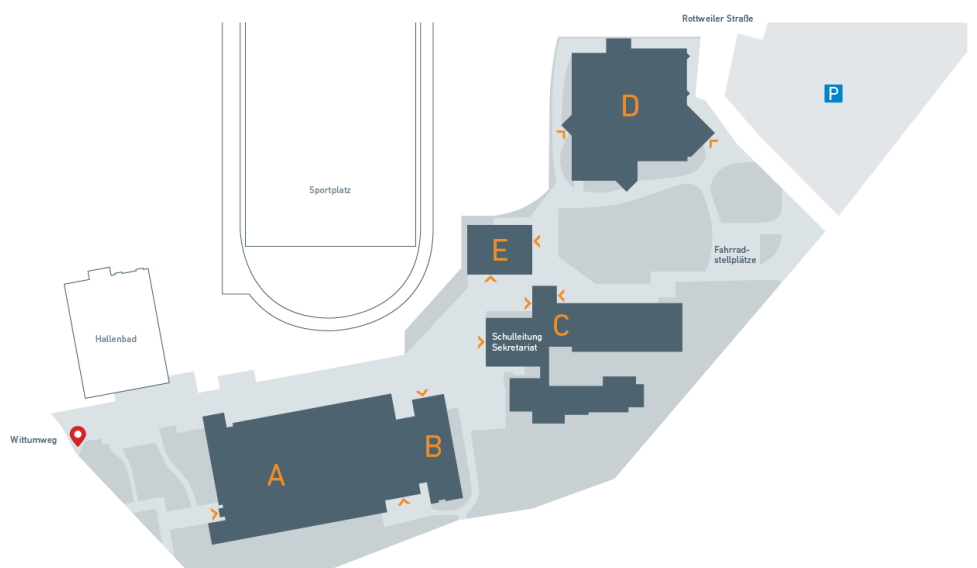 Rottweiler Straße
P
D
Sportplatz
E
Fahrrad-
stellplätze
C
Schulleitung
Sekretariat
Hallenbad
Wittumweg
B
A